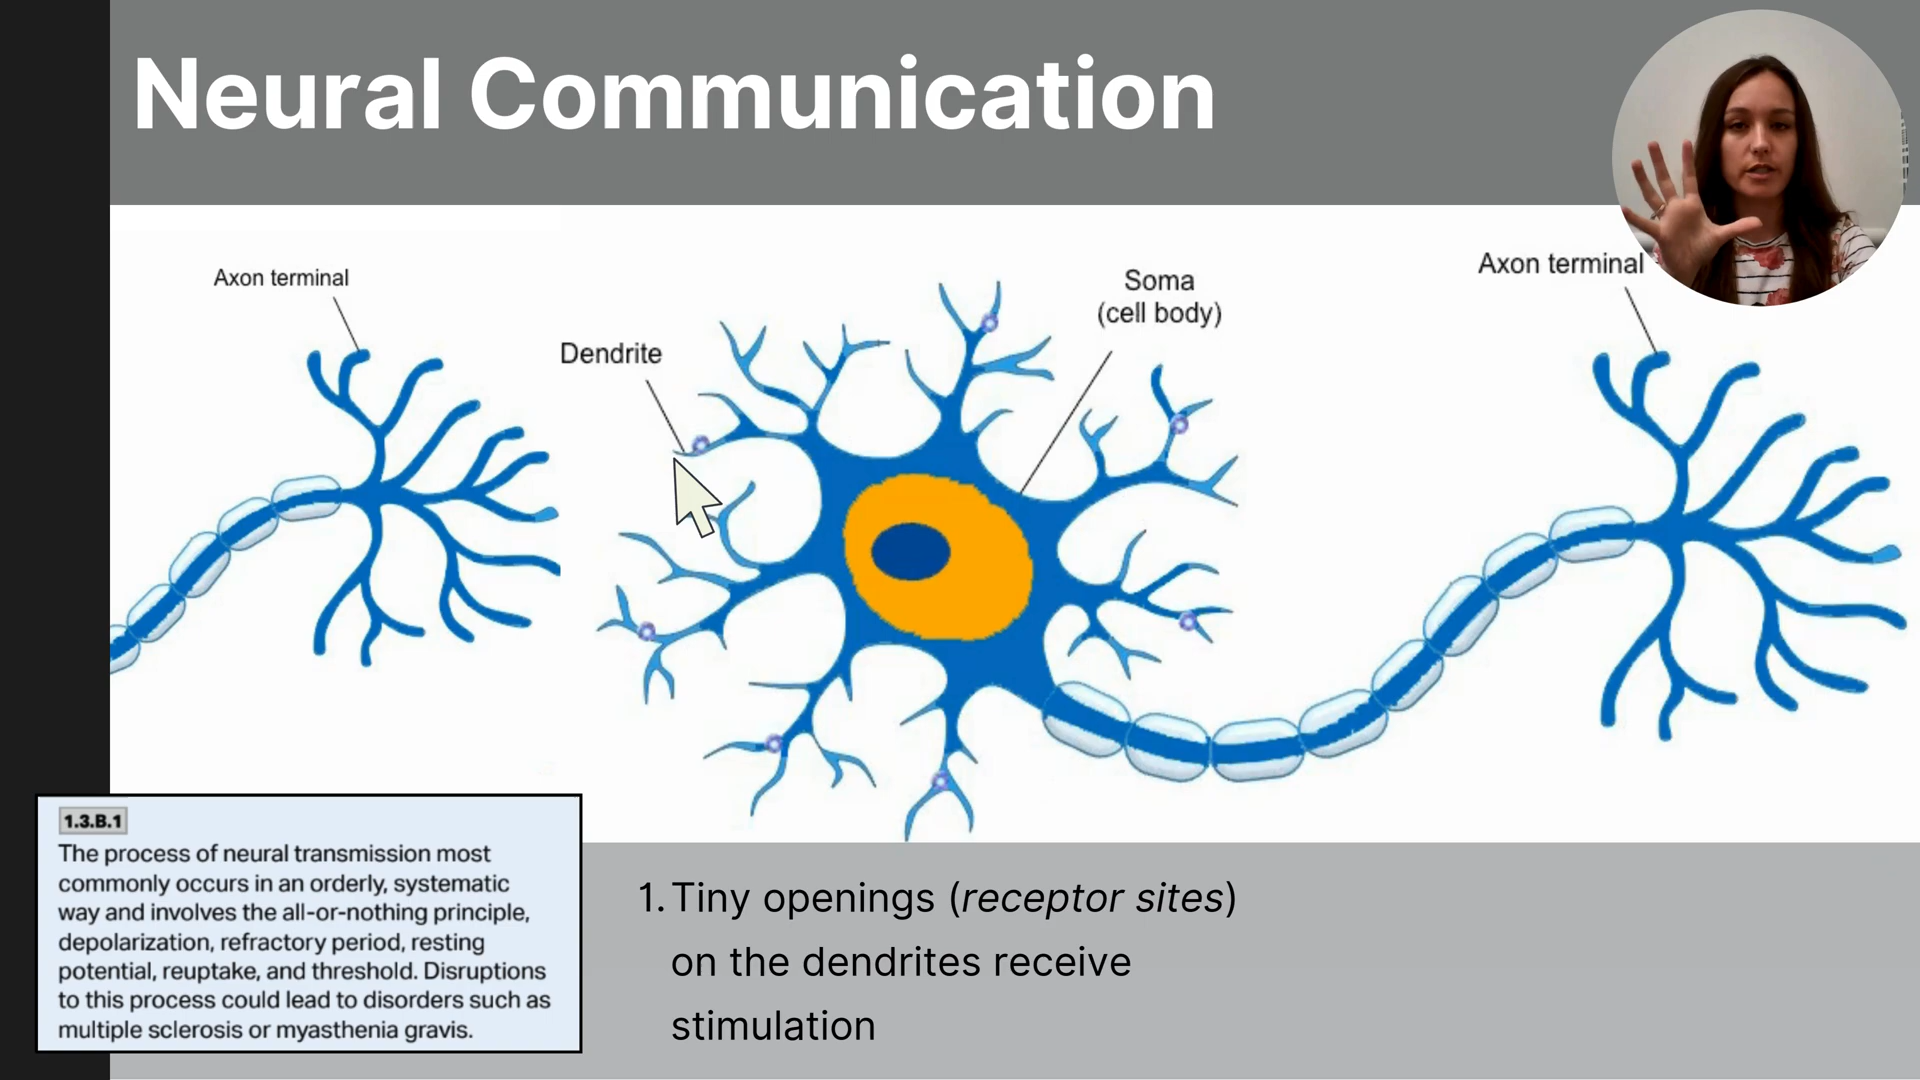 Neural Communication
Axon terminal
Dendrite
Soma
(cell body)
Axon terminal
1.3.B.1
The process of neural transmission most
commonly occurs in an orderly, systematic
way and involves the all-or-nothing principle,
depolarization, refractory period, resting
potential, reuptake, and threshold. Disruptions
to this process could lead to disorders such as
multiple sclerosis or myasthenia gravis.
1. Tiny openings (receptor sites)
on the dendrites receive
stimulation